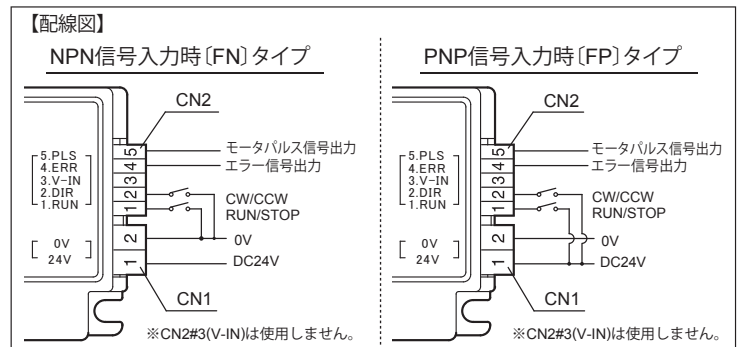 【配線図】
NPN信号入力時〔FN〕タイプ
CN2
5.PLS
4.ERR
3.V-IN
2.DIR
1.RUN
5
4
3
2
1
モータパルス信号出力
エラー信号出力
CW/CCW
RUN/STOP
0V
24V
2
1
0V
DC24V
CN1
※CN2#3(V-IN)は使用しません。
PNP信号入力時〔FP〕タイプ
CN2
5.PLS
4.ERR
3.V-IN
2.DIR
1.RUN
5
4
3
2
1
モータパルス信号出力
エラー信号出力
CW/CCW
RUN/STOP
0V
24V
2
1
0V
DC24V
CN1
※CN2#3(V-IN)は使用しません。